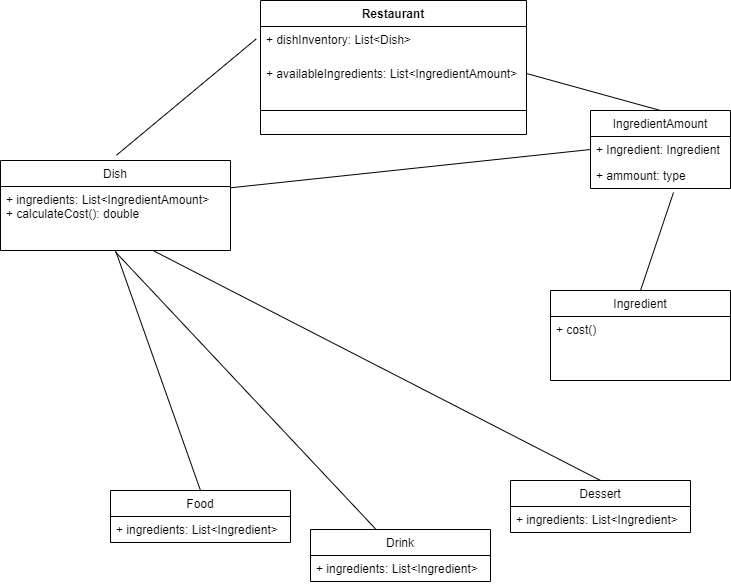 Restaurant
+ dishInventory: List<Dish>
+ availableIngredients: List<IngredientAmount>
IngredientAmount
+ Ingredient: Ingredient
+ ammount: type
Dish
+ ingredients: List<IngredientAmount>
+ calculateCost(): double
Ingredient
+ cost()
Food
+ ingredients: List<Ingredient>
Drink
+ ingredients: List<Ingredient>
Dessert
+ ingredients: List<Ingredient>